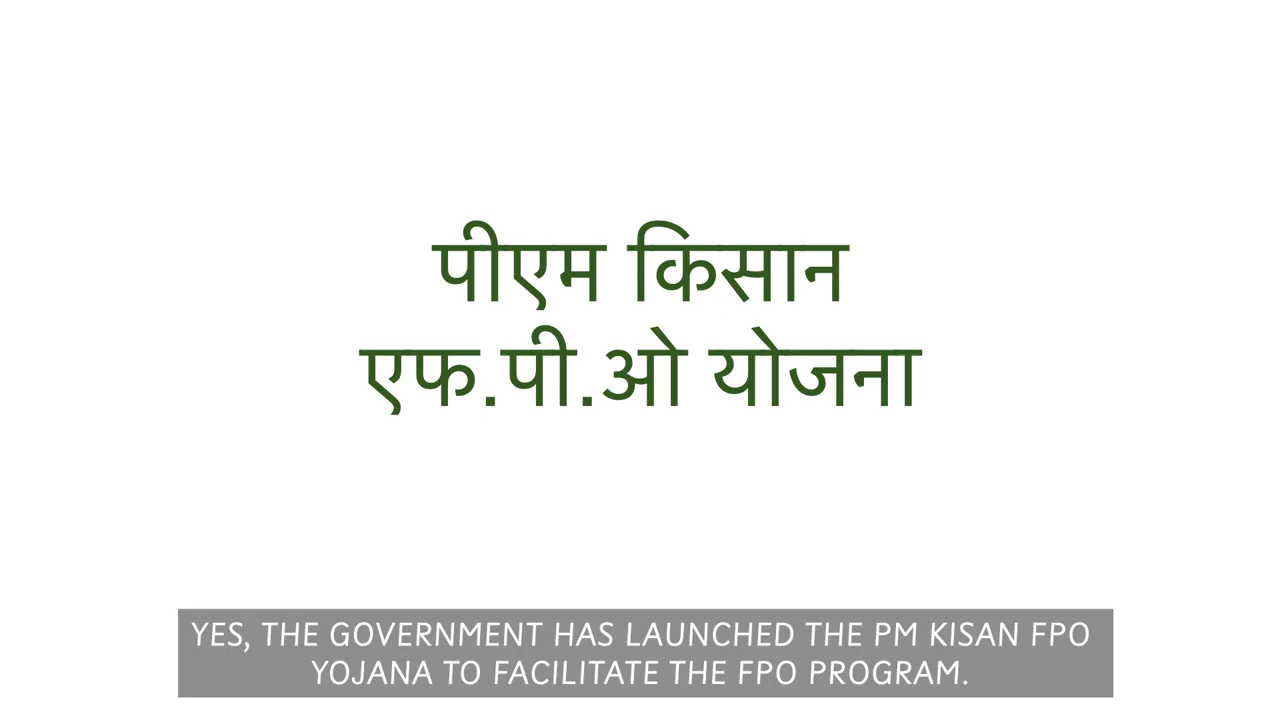 पीएम किसान
एफ.पी.ओ योजना
YES, THE GOVERNMENT HAS LAUNCHED THE PM KISAN FPO
YOJANA TO FACILITATE THE FPO PROGRAM.